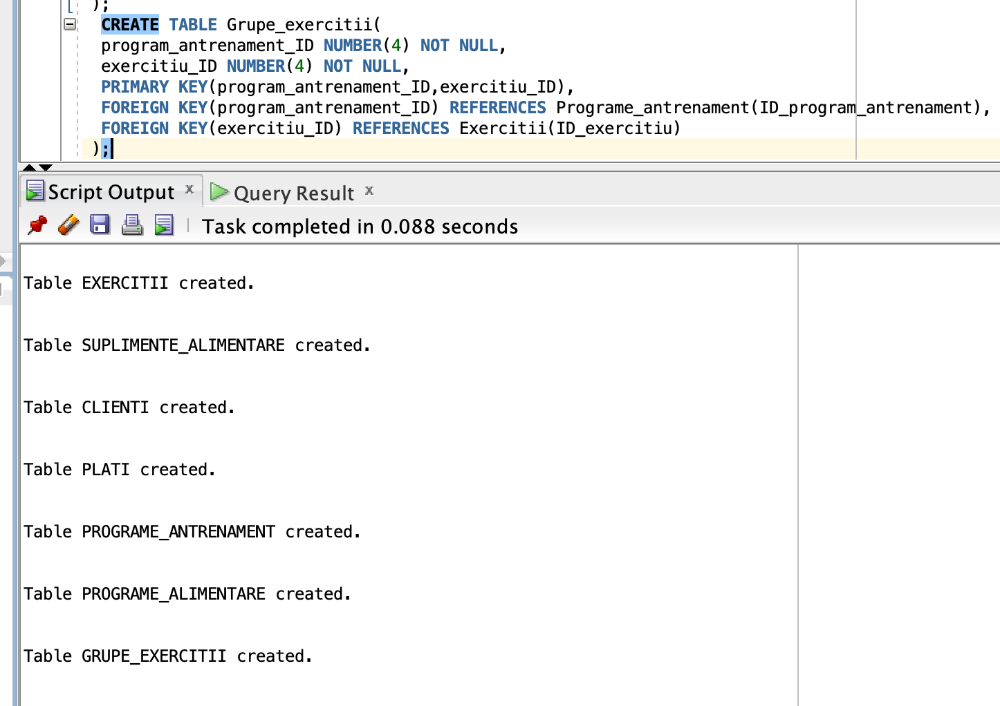 );
CREATE TABLE Grupe_exercitii(
program_antrenament_ID NUMBER(4) NOT NULL,
exercitiu_ID NUMBER(4) NOT NULL,
PRIMARY KEY(program_antrenament_ID,exercitiu_ID),
FOREIGN KEY(program_antrenament_ID) REFERENCES Programe_antrenament(ID_program_antrenament),
FOREIGN KEY(exercitiu_ID) REFERENCES Exercitii(ID_exercitiu)
);
Script Output x Query Result x
Task completed in 0.088 seconds
Table EXERCITII created.
Table SUPLIMENTE_ALIMENTARE created.
Table CLIENTI created.
Table PLATI created.
Table PROGRAME_ANTRENAMENT created.
Table PROGRAME_ALIMENTARE created.
Table GRUPE_EXERCITII created.